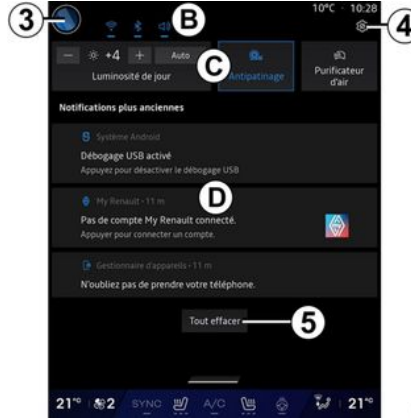 10°C · 10:28
3
B
4
− +4 + Auto
C
Luminosité de jour
Antipatinage
Purificateur
d'air
Notifications plus anciennes
Système Android
Débogage USB activé
Appuyez pour désactiver le débogage USB
D
My Renault · 11 m
Pas de compte My Renault connecté.
Appuyer pour connecter un compte.
Gestionnaire d'appareils · 11 m
N'oubliez pas de prendre votre téléphone.
Tout effacer
5
21°C 2 SYNC A/C 21°C